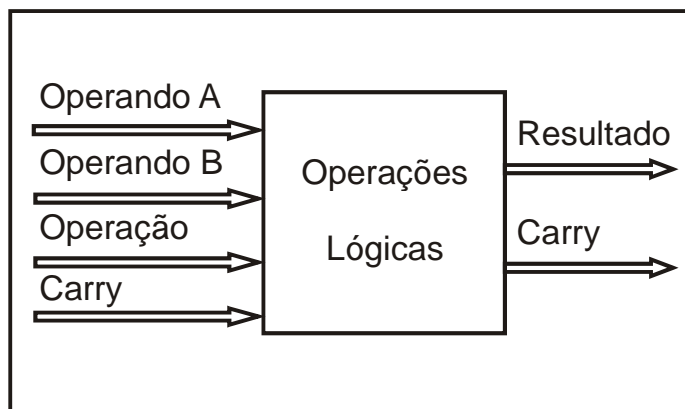 Operando A
Operando B
Operação
Carry
Operações
Lógicas
Resultado
Carry